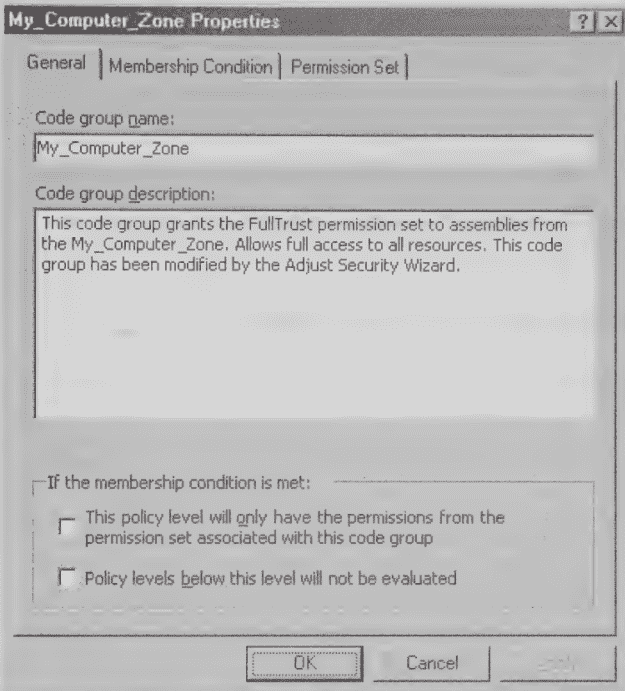 My_Computer_Zone Properties
? ×
General Membership Condition Permission Set
Code group name:
My_Computer_Zone
Code group description:
This code group grants the FullTrust permission set to assemblies from
the My_Computer_Zone. Allows full access to all resources. This code
group has been modified by the Adjust Security Wizard.
If the membership condition is met:
This policy level will only have the permissions from the
permission set associated with this code group
Policy levels below this level will not be evaluated
OK Cancel